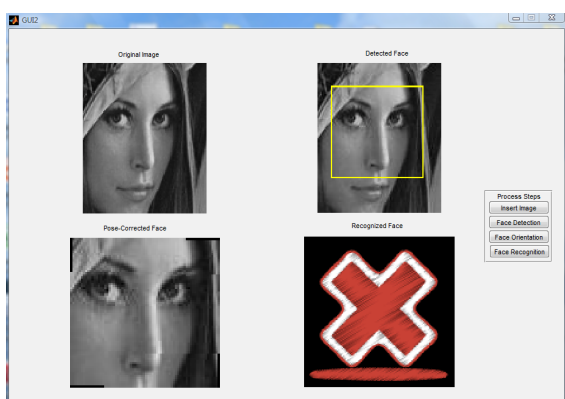 GUI2
Original Image
Detected Face
Pose-Corrected Face
Recognized Face
Process Steps
Insert Image
Face Detection
Face Orientation
Face Recognition